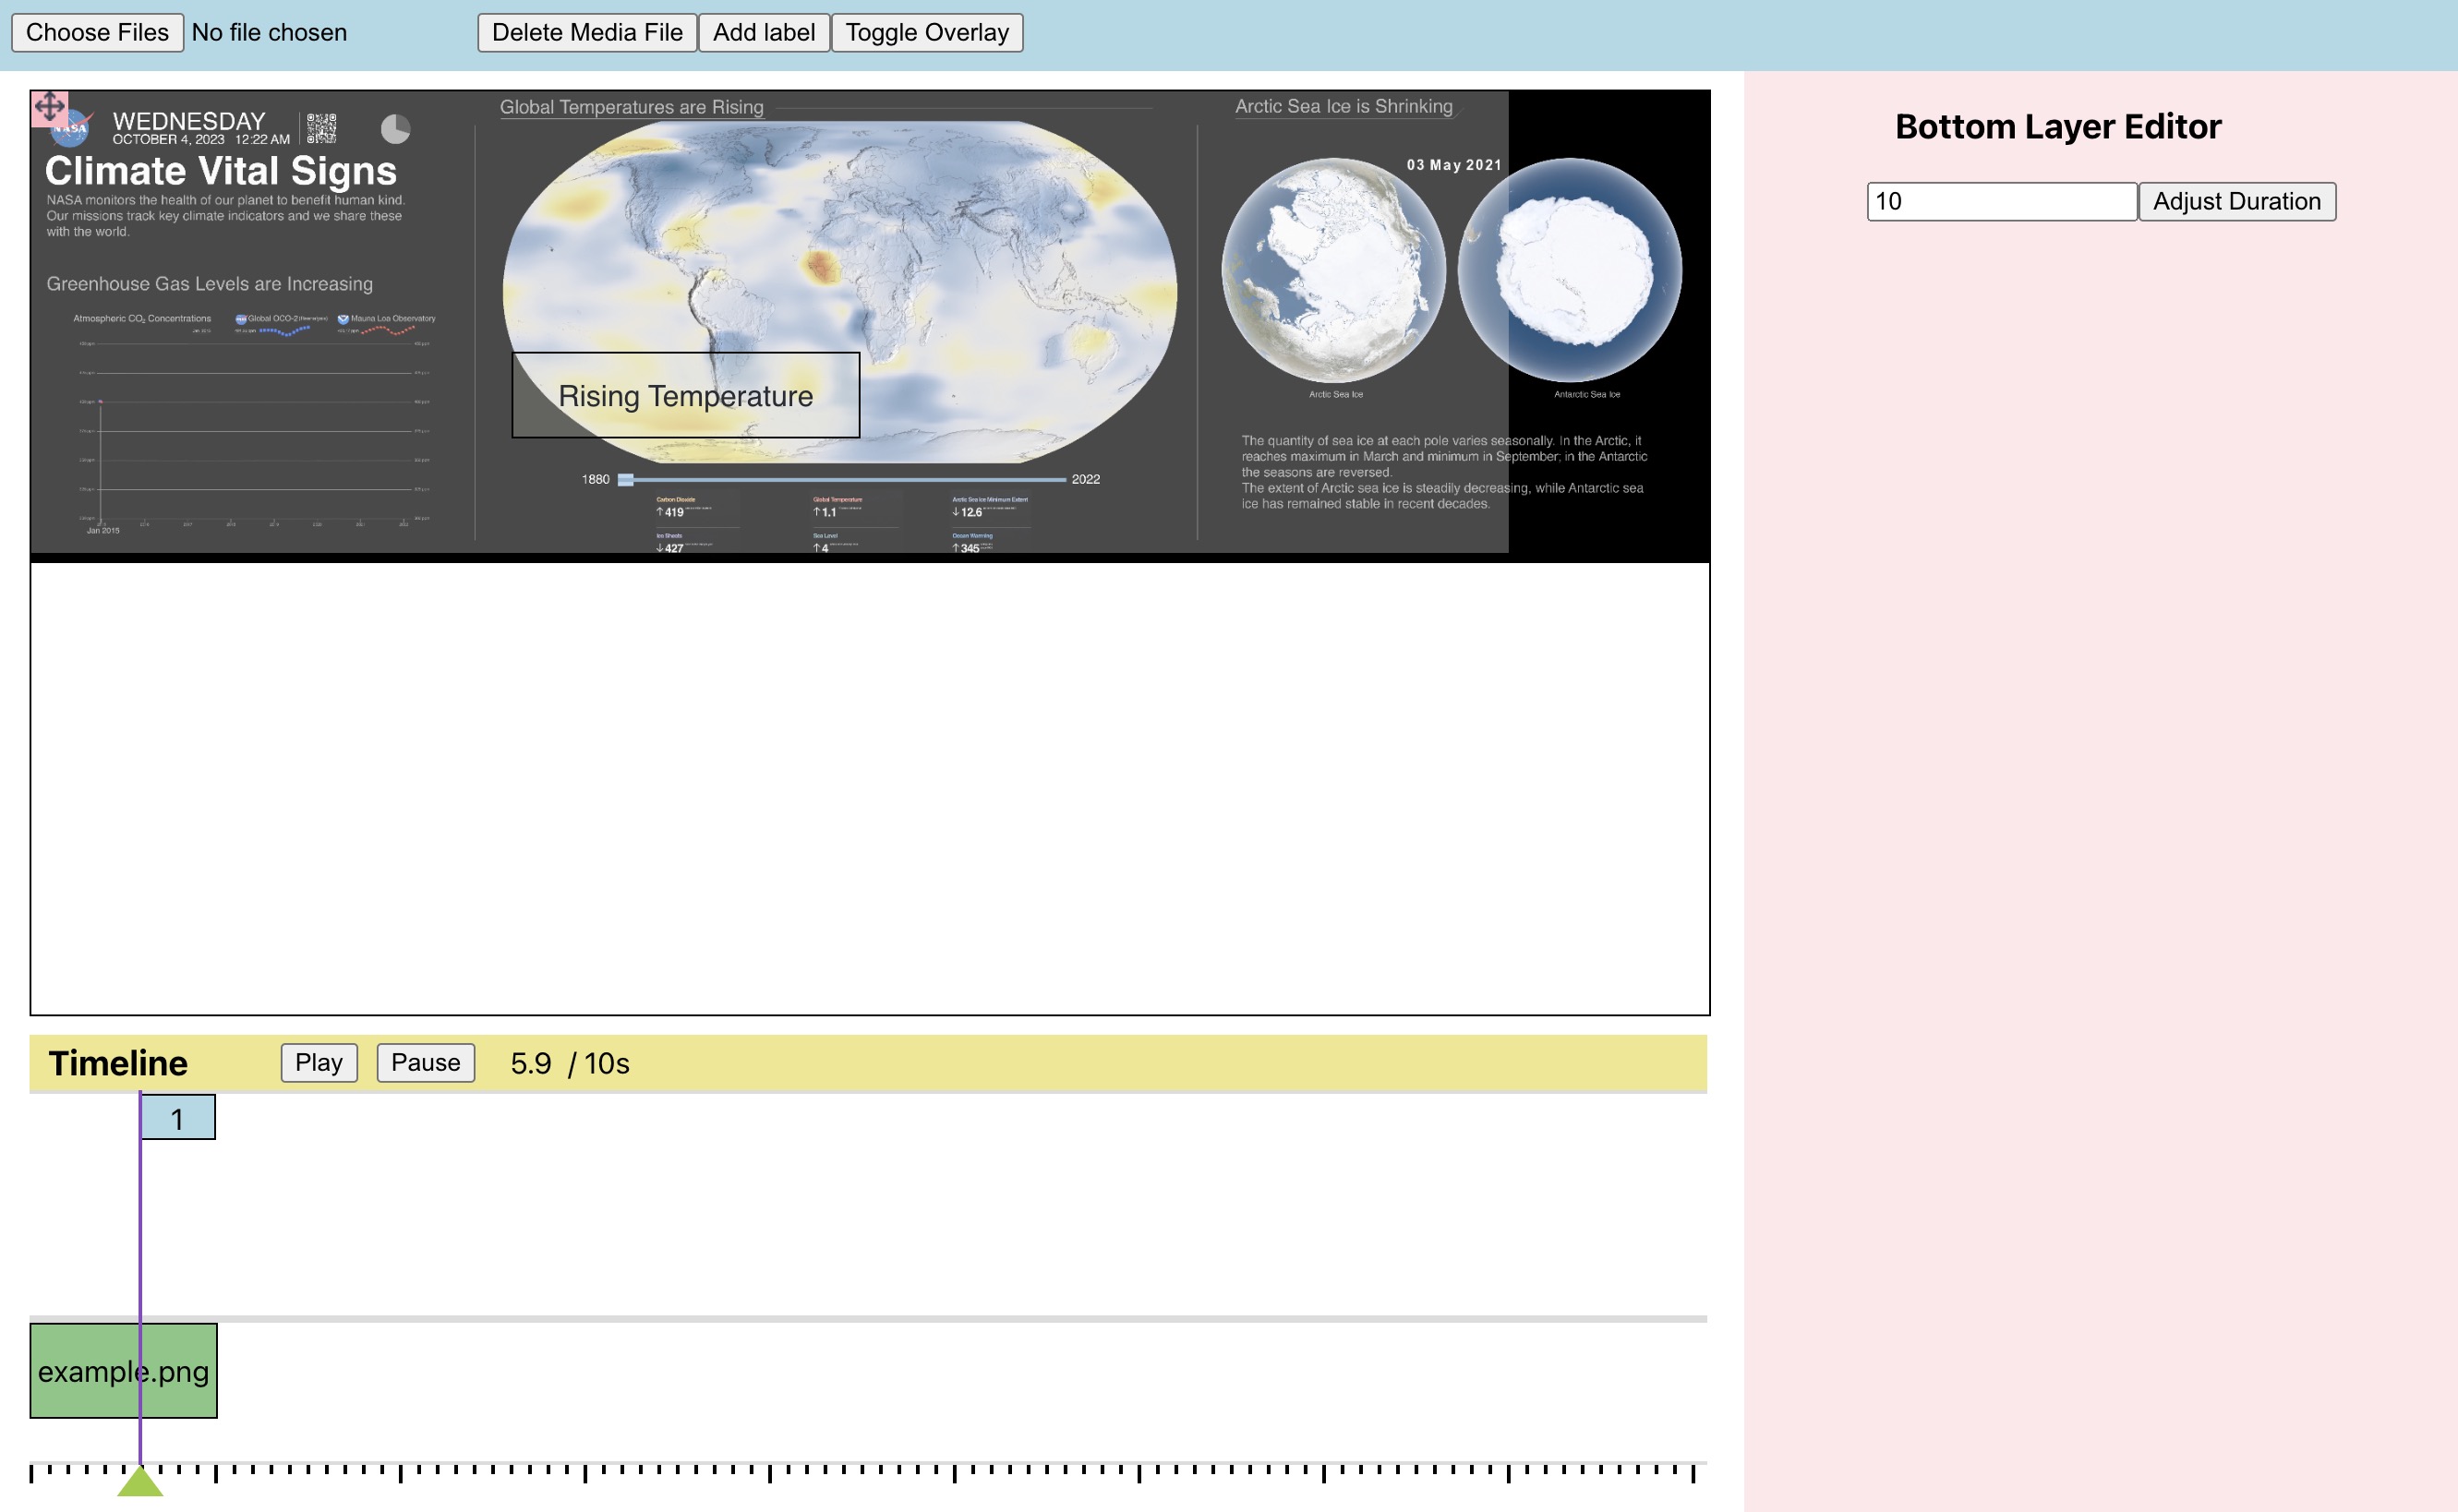 Choose Files No file chosen Delete Media File Add label Toggle Overlay
Bottom Layer Editor
10 Adjust Duration
NASA
WEDNESDAY
OCTOBER 4, 2023 12:22 AM
Climate Vital Signs
NASA monitors the health of our planet to benefit human kind.
Our missions track key climate indicators and we share these
with the world.
Greenhouse Gas Levels are Increasing
Atmospheric CO₂ Concentrations Global OCO-2 Mauna Loa Observatory
Jan 2015
Global Temperatures are Rising
Rising Temperature
1880 2022
Carbon Dioxide Global Temperature Arctic Sea Ice Minimum Extent
↑419 ↑1.1 ↓12.6
Ice Sheets Sea Level Ocean Warming
↓427 ↑4 ↑345
Arctic Sea Ice is Shrinking
03 May 2021
Arctic Sea Ice Antarctic Sea Ice
The quantity of sea ice at each pole varies seasonally. In the Arctic, it
reaches maximum in March and minimum in September; in the Antarctic
the seasons are reversed.
The extent of Arctic sea ice is steadily decreasing, while Antarctic sea
ice has remained stable in recent decades.
Timeline Play Pause 5.9 / 10s
1
example.png